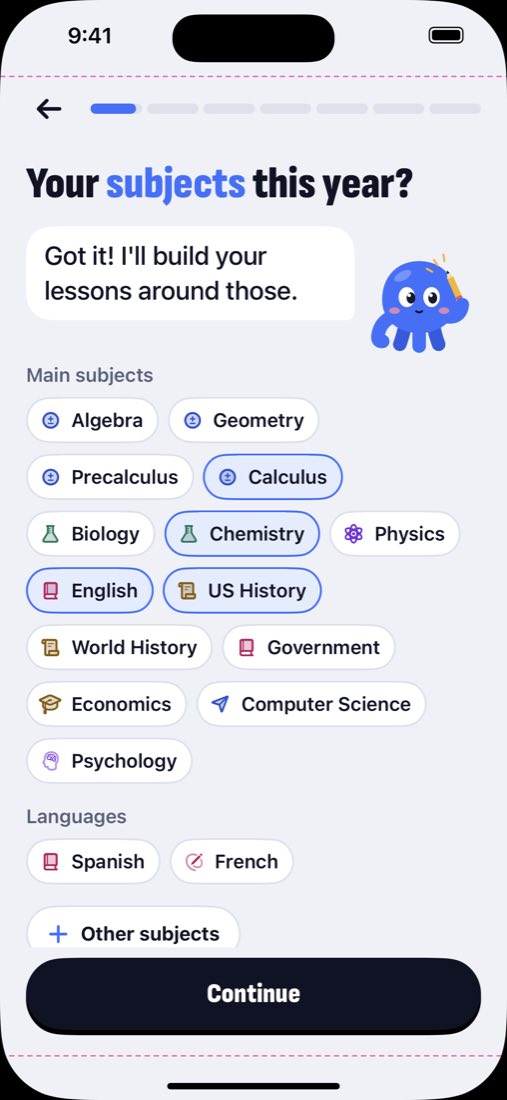 9:41
Your subjects this year?
Got it! I'll build your
lessons around those.
Main subjects
Algebra Geometry
Precalculus Calculus
Biology Chemistry Physics
English US History
World History Government
Economics Computer Science
Psychology
Languages
Spanish French
Other subjects
Continue